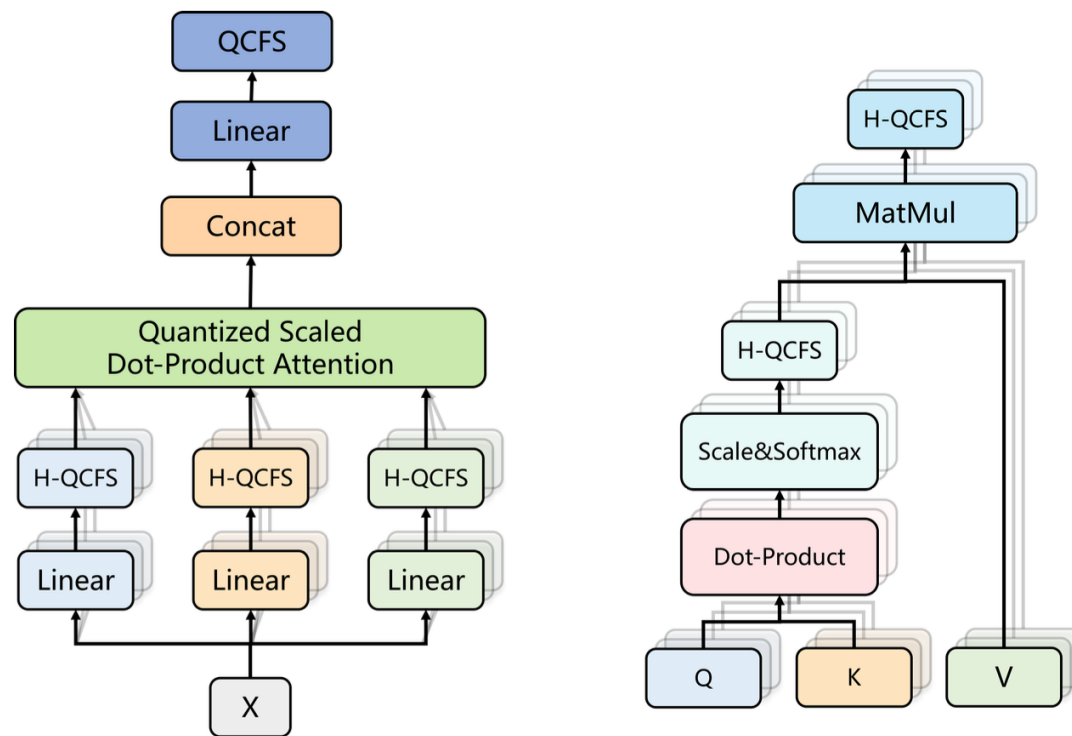 QCFS
Linear
Concat
Quantized Scaled
Dot-Product Attention
H-QCFS
H-QCFS
H-QCFS
Linear
Linear
Linear
X
H-QCFS
MatMul
H-QCFS
Scale&Softmax
Dot-Product
Q
K
V